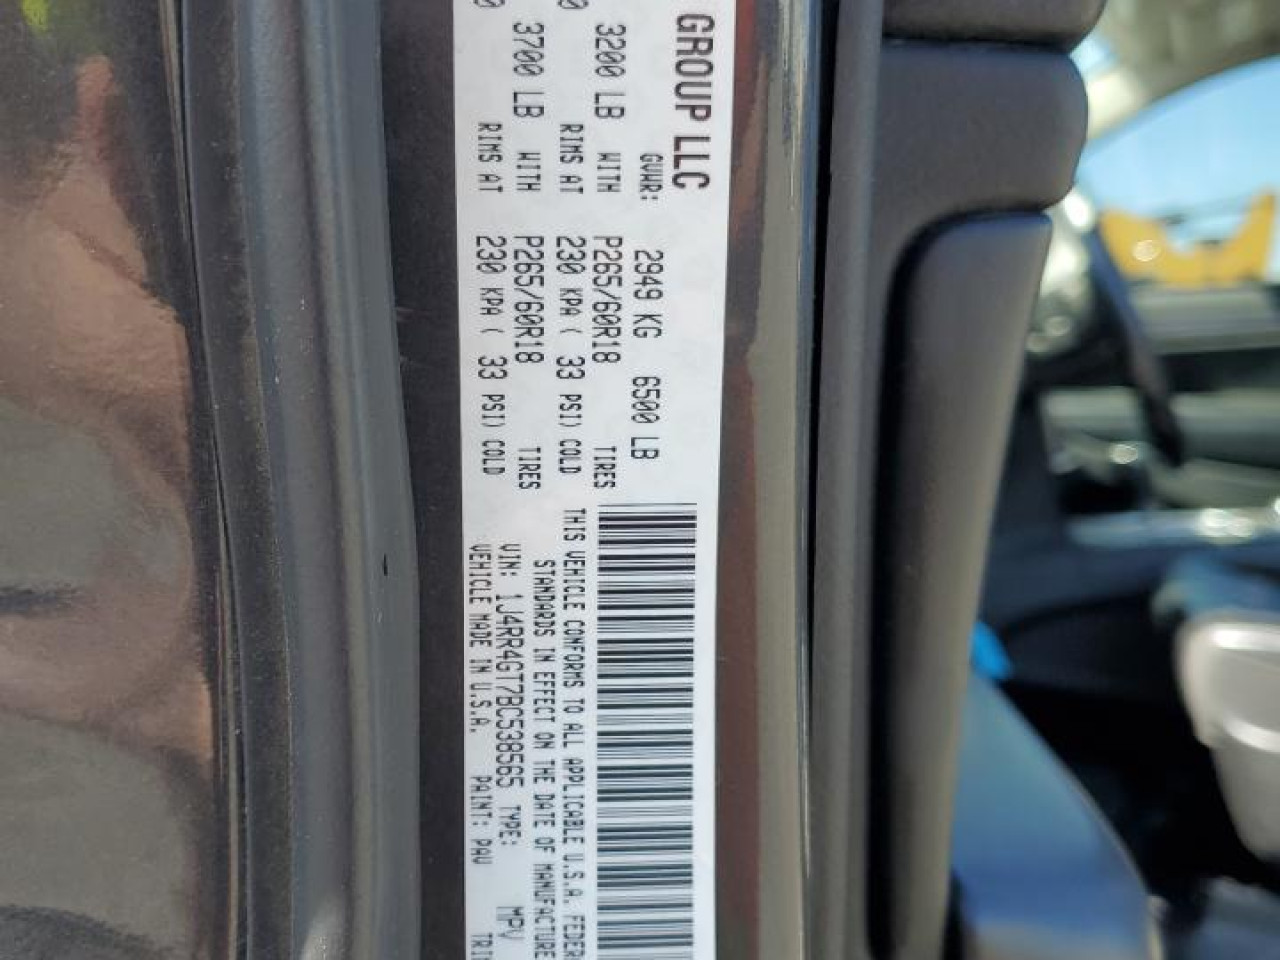 GROUP LLC
GVWR: 2949 KG 6500 LB
3200 LB WITH P265/60R18 TIRES
RIMS AT 230 KPA ( 33 PSI) COLD
3700 LB WITH P265/60R18 TIRES
RIMS AT 230 KPA ( 33 PSI) COLD
THIS VEHICLE CONFORMS TO ALL APPLICABLE U.S.A. FEDER
STANDARDS IN EFFECT ON THE DATE OF MANUFACTURE
VIN: 1J4RR4GT7BC538565 TYPE: MPV
VEHICLE MADE IN U.S.A. PAINT: PAV TRI